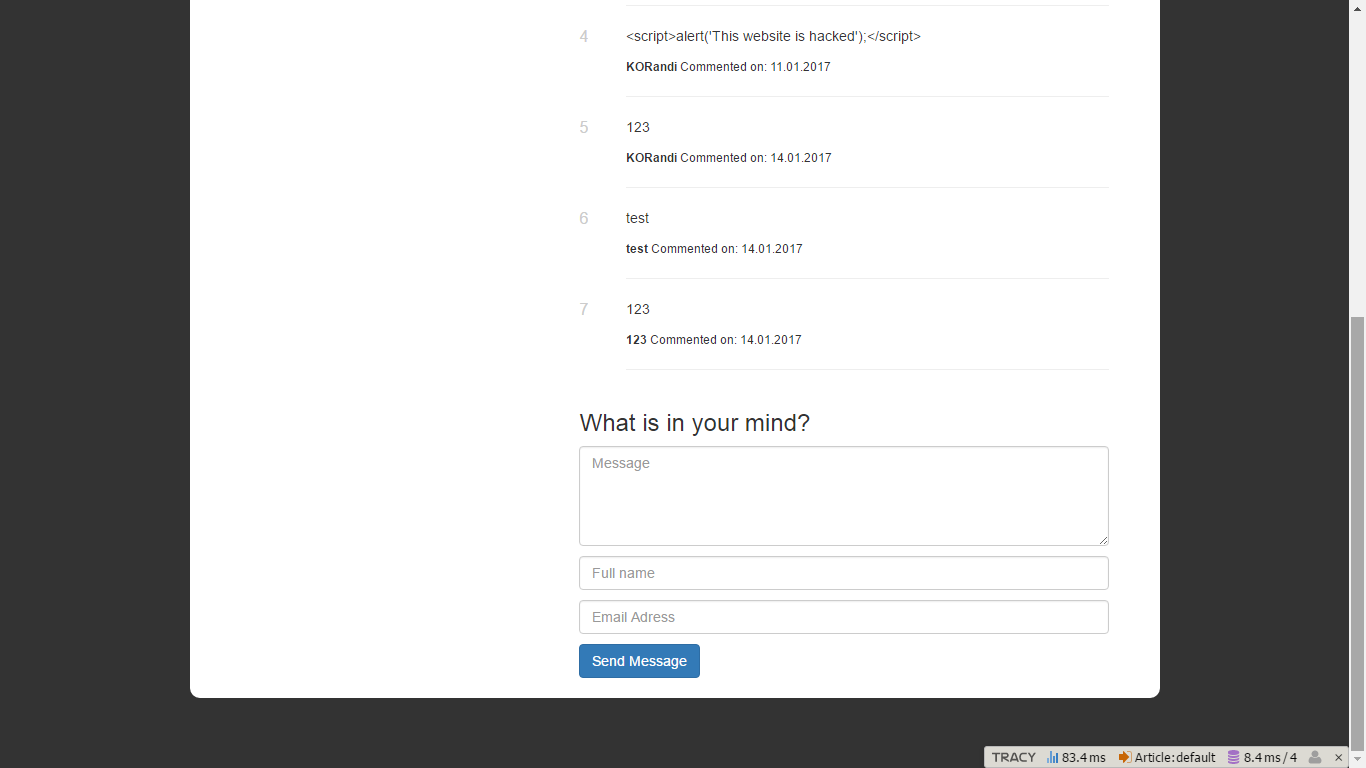 4
<script>alert('This website is hacked');</script>
KORandi Commented on: 11.01.2017
5
123
KORandi Commented on: 14.01.2017
6
test
test Commented on: 14.01.2017
7
123
123 Commented on: 14.01.2017
What is in your mind?
Message
Full name
Email Adress
Send Message
TRACY 83.4 ms Article:default 8.4 ms / 4 ×